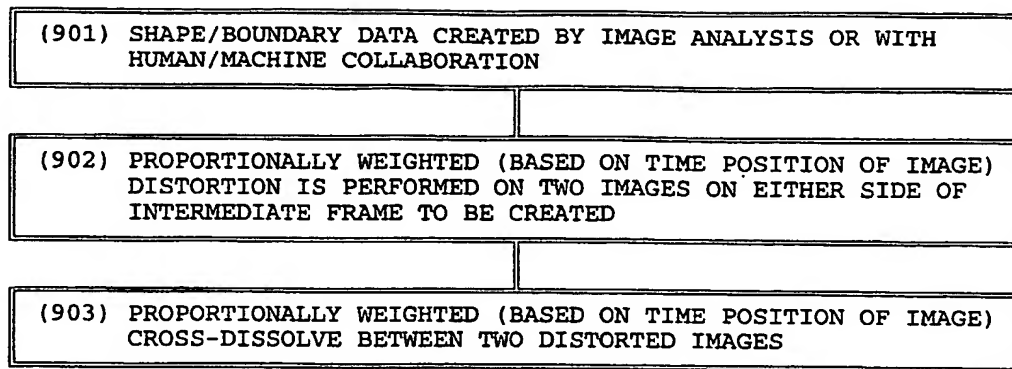 (901) SHAPE/BOUNDARY DATA CREATED BY IMAGE ANALYSIS OR WITH
HUMAN/MACHINE COLLABORATION
(902) PROPORTIONALLY WEIGHTED (BASED ON TIME POSITION OF IMAGE)
DISTORTION IS PERFORMED ON TWO IMAGES ON EITHER SIDE OF
INTERMEDIATE FRAME TO BE CREATED
(903) PROPORTIONALLY WEIGHTED (BASED ON TIME POSITION OF IMAGE)
CROSS-DISSOLVE BETWEEN TWO DISTORTED IMAGES